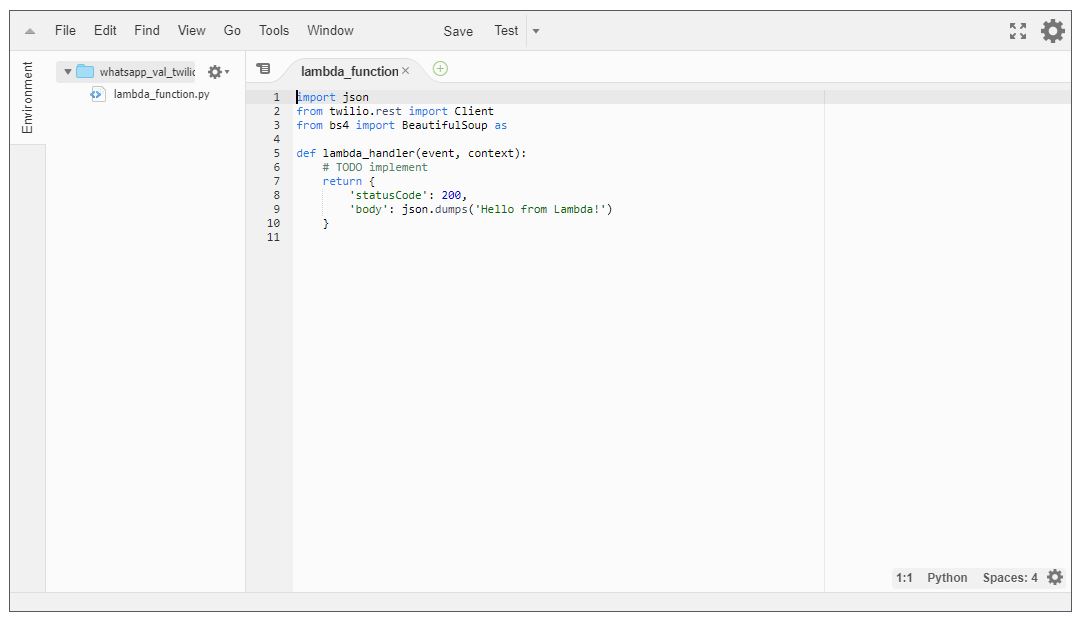 File Edit Find View Go Tools Window Save Test
Environment
whatsapp_val_twilio
lambda_function.py
lambda_function ×
1 import json
2 from twilio.rest import Client
3 from bs4 import BeautifulSoup as
4
5 def lambda_handler(event, context):
6     # TODO implement
7     return {
8         'statusCode': 200,
9         'body': json.dumps('Hello from Lambda!')
10     }
11
1:1 Python Spaces: 4